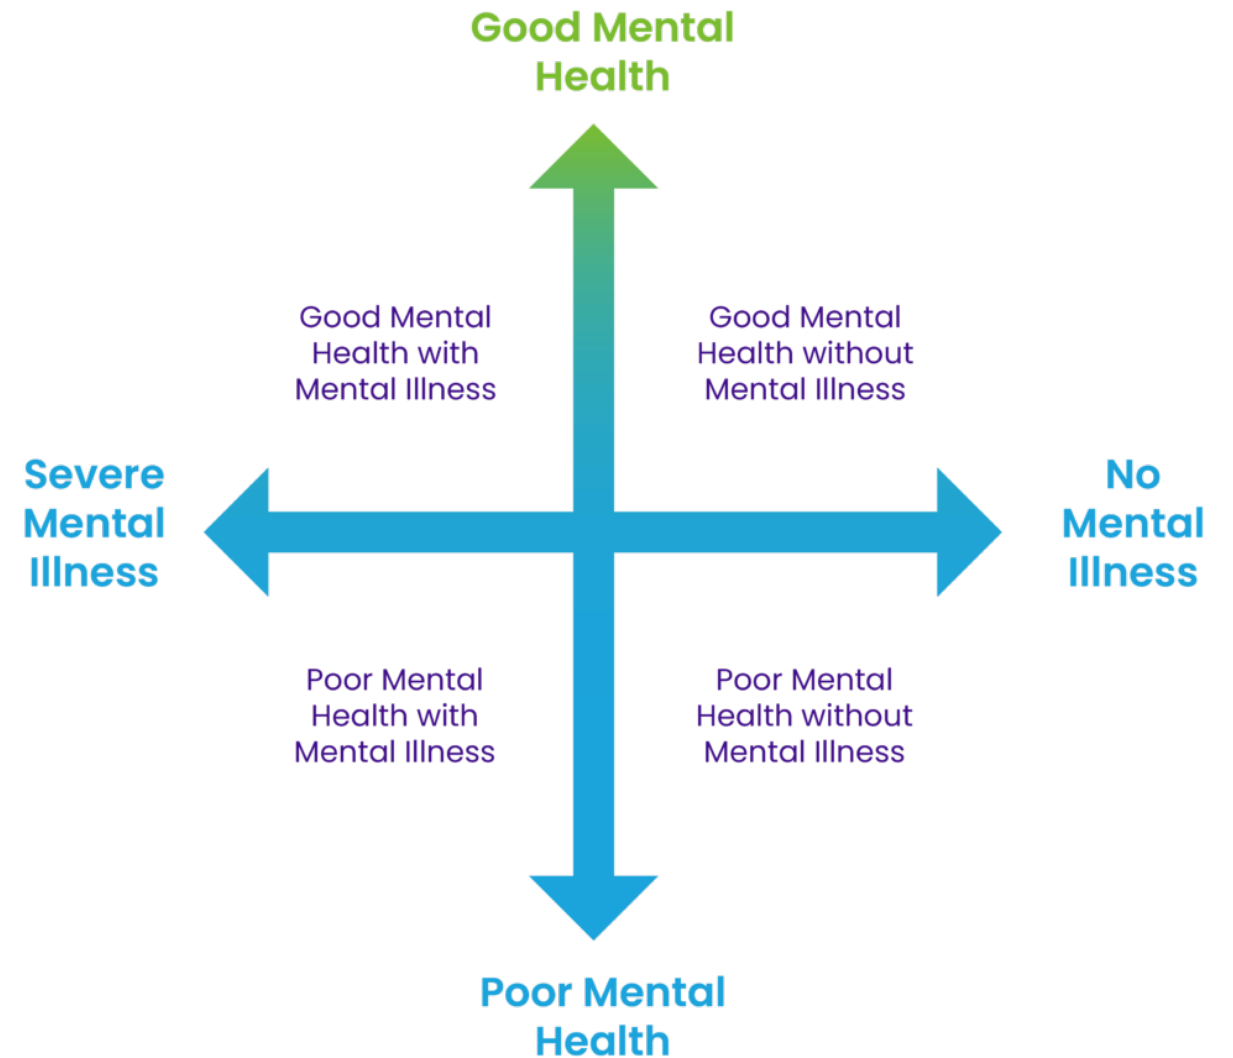 Good Mental
Health
Good Mental
Health with
Mental Illness
Good Mental
Health without
Mental Illness
Severe
Mental
Illness
No
Mental
Illness
Poor Mental
Health with
Mental Illness
Poor Mental
Health without
Mental Illness
Poor Mental
Health